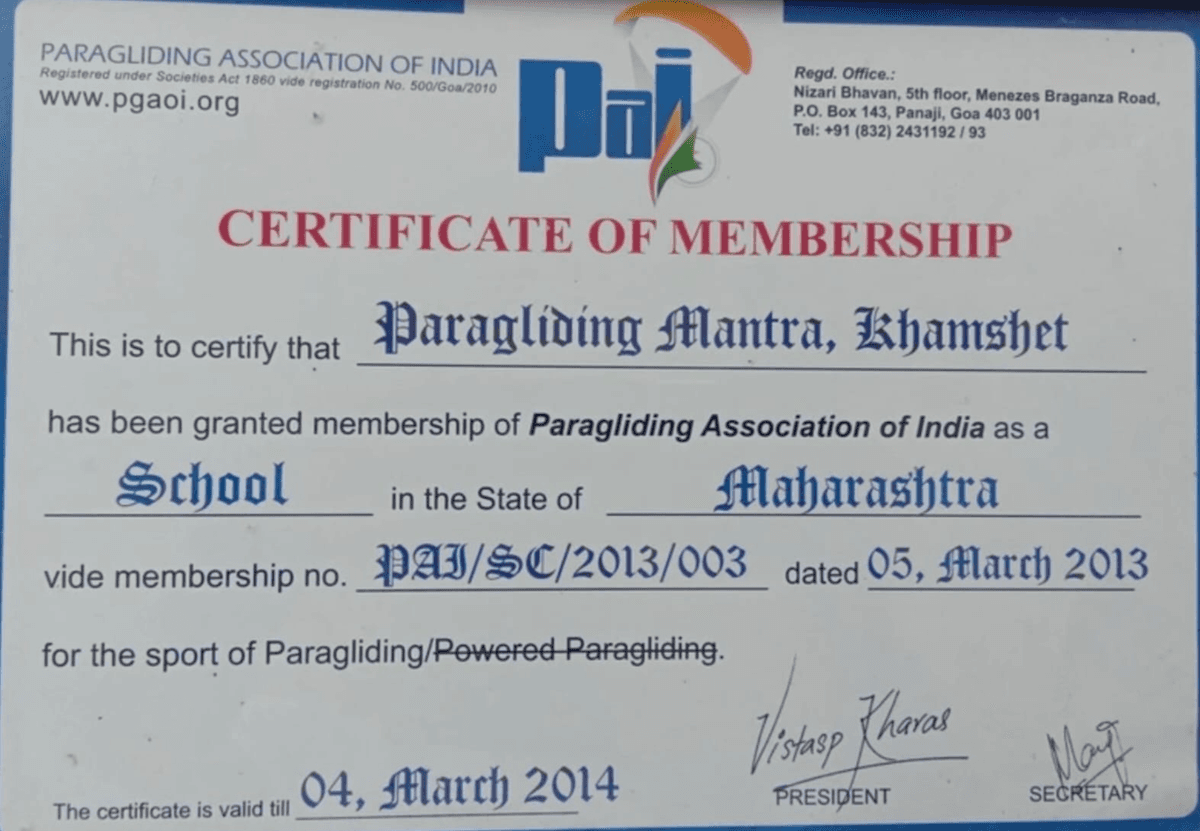 PARAGLIDING ASSOCIATION OF INDIA
Registered under Societies Act 1860 vide registration No. 500/Goa/2010
www.pgaoi.org
pai
Regd. Office.:
Nizari Bhavan, 5th floor, Menezes Braganza Road,
P.O. Box 143, Panaji, Goa 403 001
Tel: +91 (832) 2431192 / 93
CERTIFICATE OF MEMBERSHIP
This is to certify that Paragliding Mantra, Khamshet
has been granted membership of Paragliding Association of India as a
School in the State of Maharashtra
vide membership no. PAI/SC/2013/003 dated 05, March 2013
for the sport of Paragliding/Powered Paragliding.
Vistasp Kharas
PRESIDENT
SECRETARY
The certificate is valid till 04, March 2014